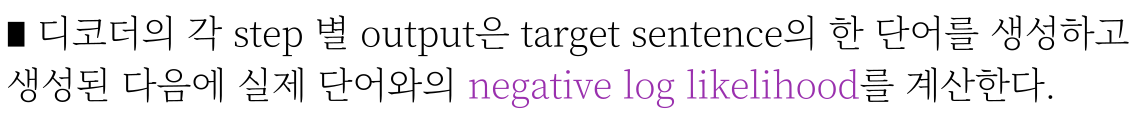 ■ 디코더의 각 step 별 output은 target sentence의 한 단어를 생성하고
생성된 다음에 실제 단어와의 negative log likelihood를 계산한다.